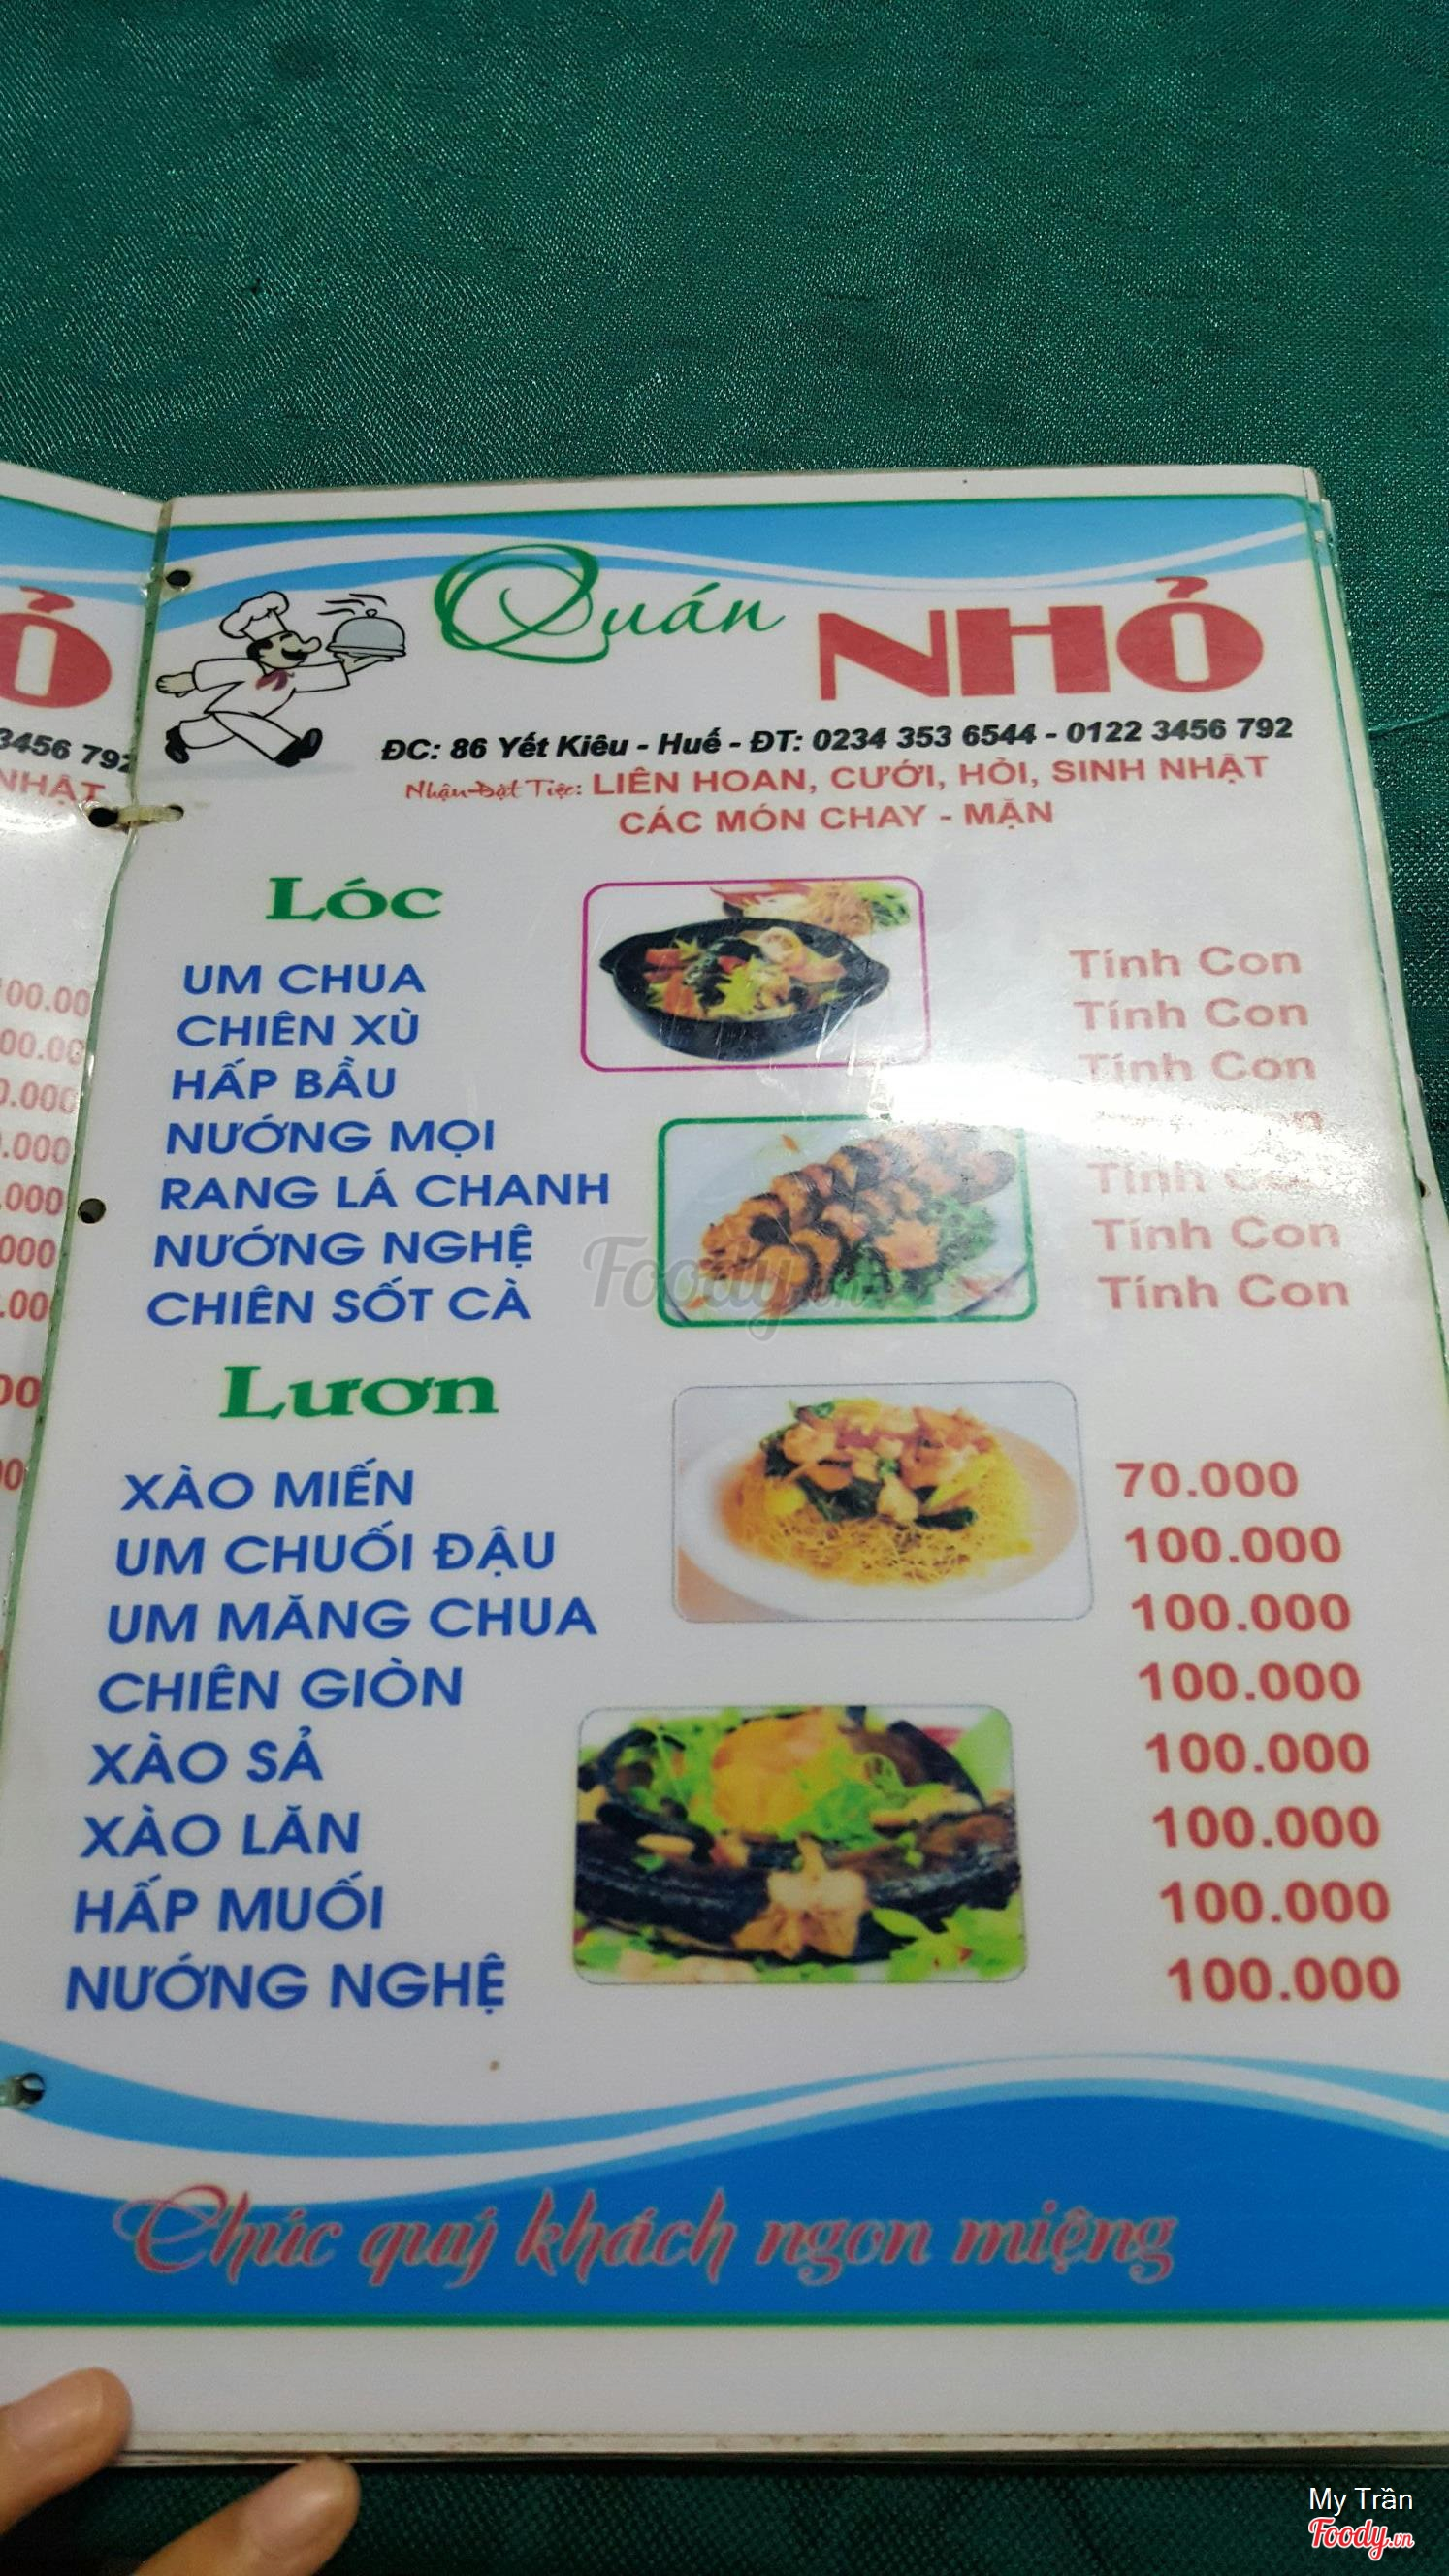 Quán NHỎ
ĐC: 86 Yết Kiêu - Huế - ĐT: 0234 353 6544 - 0122 3456 792
Nhận Đặt Tiệc: LIÊN HOAN, CƯỚI, HỎI, SINH NHẬT
CÁC MÓN CHAY - MẶN
Lóc
UM CHUA Tính Con
CHIÊN XÙ Tính Con
HẤP BẦU Tính Con
NƯỚNG MỌI
RANG LÁ CHANH Tính
NƯỚNG NGHỆ Tính Con
CHIÊN SỐT CÀ Tính Con
Lươn
XÀO MIẾN 70.000
UM CHUỐI ĐẬU 100.000
UM MĂNG CHUA 100.000
CHIÊN GIÒN 100.000
XÀO SẢ 100.000
XÀO LĂN 100.000
HẤP MUỐI 100.000
NƯỚNG NGHỆ 100.000
Chúc quý khách ngon miệng
Foody.vn
My Trần
Foody.vn